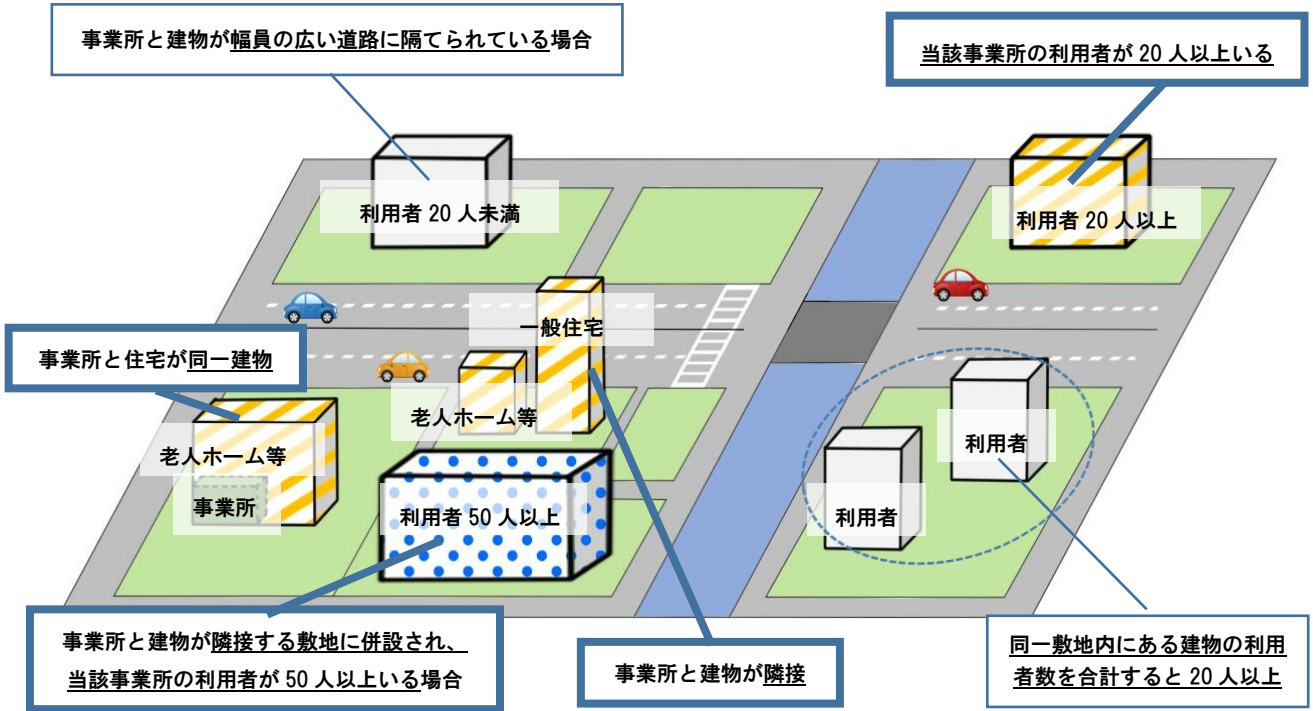 事業所と建物が幅員の広い道路に隔てられている場合
当該事業所の利用者が 20 人以上いる
利用者 20 人未満
利用者 20 人以上
一般住宅
事業所と住宅が同一建物
老人ホーム等
利用者
老人ホーム等
事業所
利用者 50 人以上
利用者
事業所と建物が隣接する敷地に併設され、
当該事業所の利用者が 50 人以上いる場合
事業所と建物が隣接
同一敷地内にある建物の利用
者数を合計すると 20 人以上